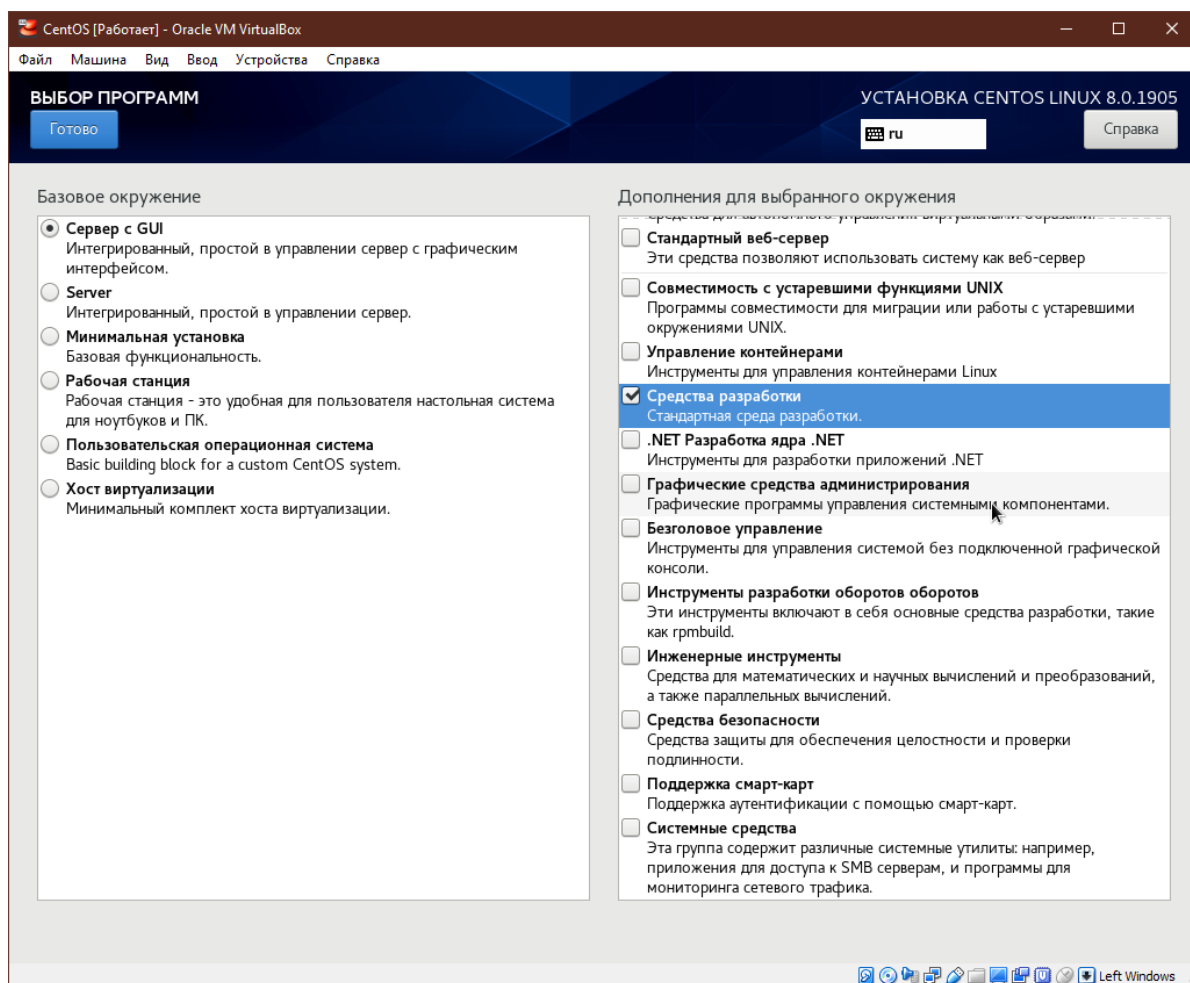 CentOS [Работает] - Oracle VM VirtualBox
Файл Машина Вид Ввод Устройства Справка
ВЫБОР ПРОГРАММ
Готово
УСТАНОВКА CENTOS LINUX 8.0.1905
ru
Справка
Базовое окружение
Сервер с GUI
Интегрированный, простой в управлении сервер с графическим
интерфейсом.
Server
Интегрированный, простой в управлении сервер.
Минимальная установка
Базовая функциональность.
Рабочая станция
Рабочая станция - это удобная для пользователя настольная система
для ноутбуков и ПК.
Пользовательская операционная система
Basic building block for a custom CentOS system.
Хост виртуализации
Минимальный комплект хоста виртуализации.
Дополнения для выбранного окружения
Средства для автономного управления виртуальными образами.
Стандартный веб-сервер
Эти средства позволяют использовать систему как веб-сервер
Совместимость с устаревшими функциями UNIX
Программы совместимости для миграции или работы с устаревшими
окружениями UNIX.
Управление контейнерами
Инструменты для управления контейнерами Linux
Средства разработки
Стандартная среда разработки.
.NET Разработка ядра .NET
Инструменты для разработки приложений .NET
Графические средства администрирования
Графические программы управления системными компонентами.
Безголовое управление
Инструменты для управления системой без подключенной графической
консоли.
Инструменты разработки оборотов оборотов
Эти инструменты включают в себя основные средства разработки, такие
как rpmbuild.
Инженерные инструменты
Средства для математических и научных вычислений и преобразований,
а также параллельных вычислений.
Средства безопасности
Средства защиты для обеспечения целостности и проверки
подлинности.
Поддержка смарт-карт
Поддержка аутентификации с помощью смарт-карт.
Системные средства
Эта группа содержит различные системные утилиты: например,
приложения для доступа к SMB серверам, и программы для
мониторинга сетевого трафика.
Left Windows